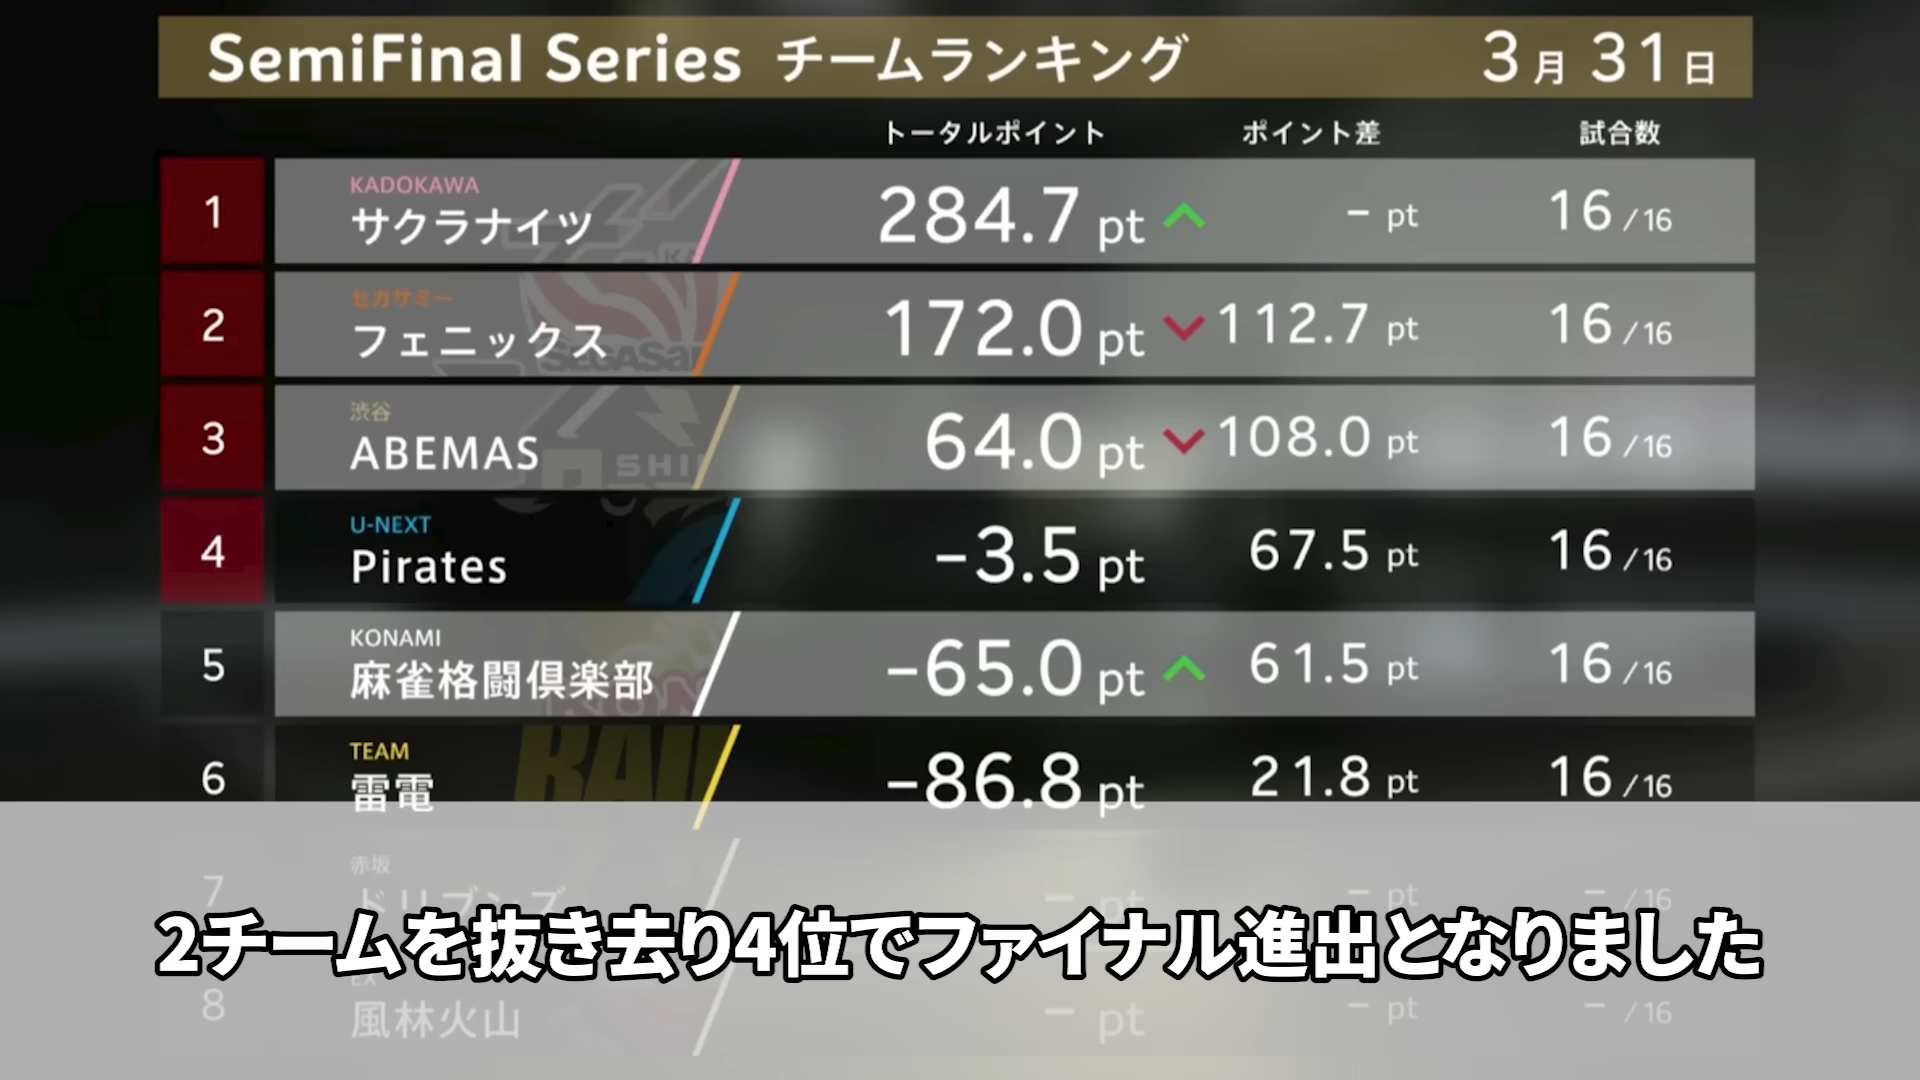 SemiFinal Series チームランキング 3月31日
トータルポイント ポイント差 試合数
1 KADOKAWA サクラナイツ 284.7 pt - pt 16/16
2 セガサミー フェニックス 172.0 pt 112.7 pt 16/16
3 渋谷 ABEMAS 64.0 pt 108.0 pt 16/16
4 U-NEXT Pirates -3.5 pt 67.5 pt 16/16
5 KONAMI 麻雀格闘倶楽部 -65.0 pt 61.5 pt 16/16
6 TEAM 雷電 -86.8 pt 21.8 pt 16/16
7 赤坂 ドリブンズ - pt - pt - /16
2チームを抜き去り4位でファイナル進出となりました
8 EX 風林火山 - pt - pt - /16